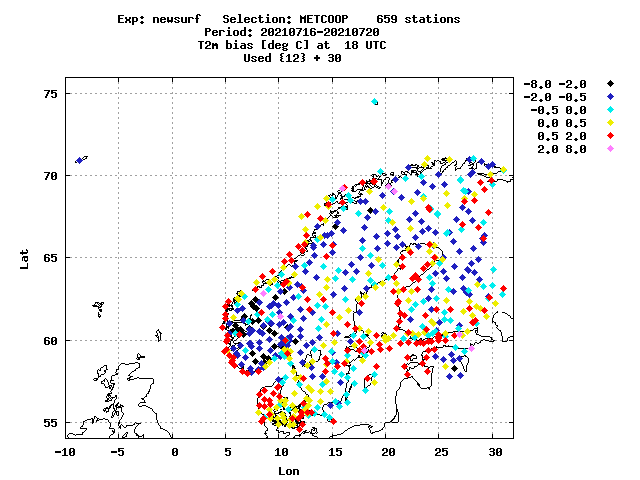 Exp: newsurf   Selection: METCOOP    659 stations
Period: 20210716-20210720
T2m bias [deg C] at  18 UTC
Used {12} + 30
-8.0 -2.0
-2.0 -0.5
-0.5 0.0
0.0 0.5
0.5 2.0
2.0 8.0
75
70
65
60
55
Lat
-10 -5 0 5 10 15 20 25 30
Lon